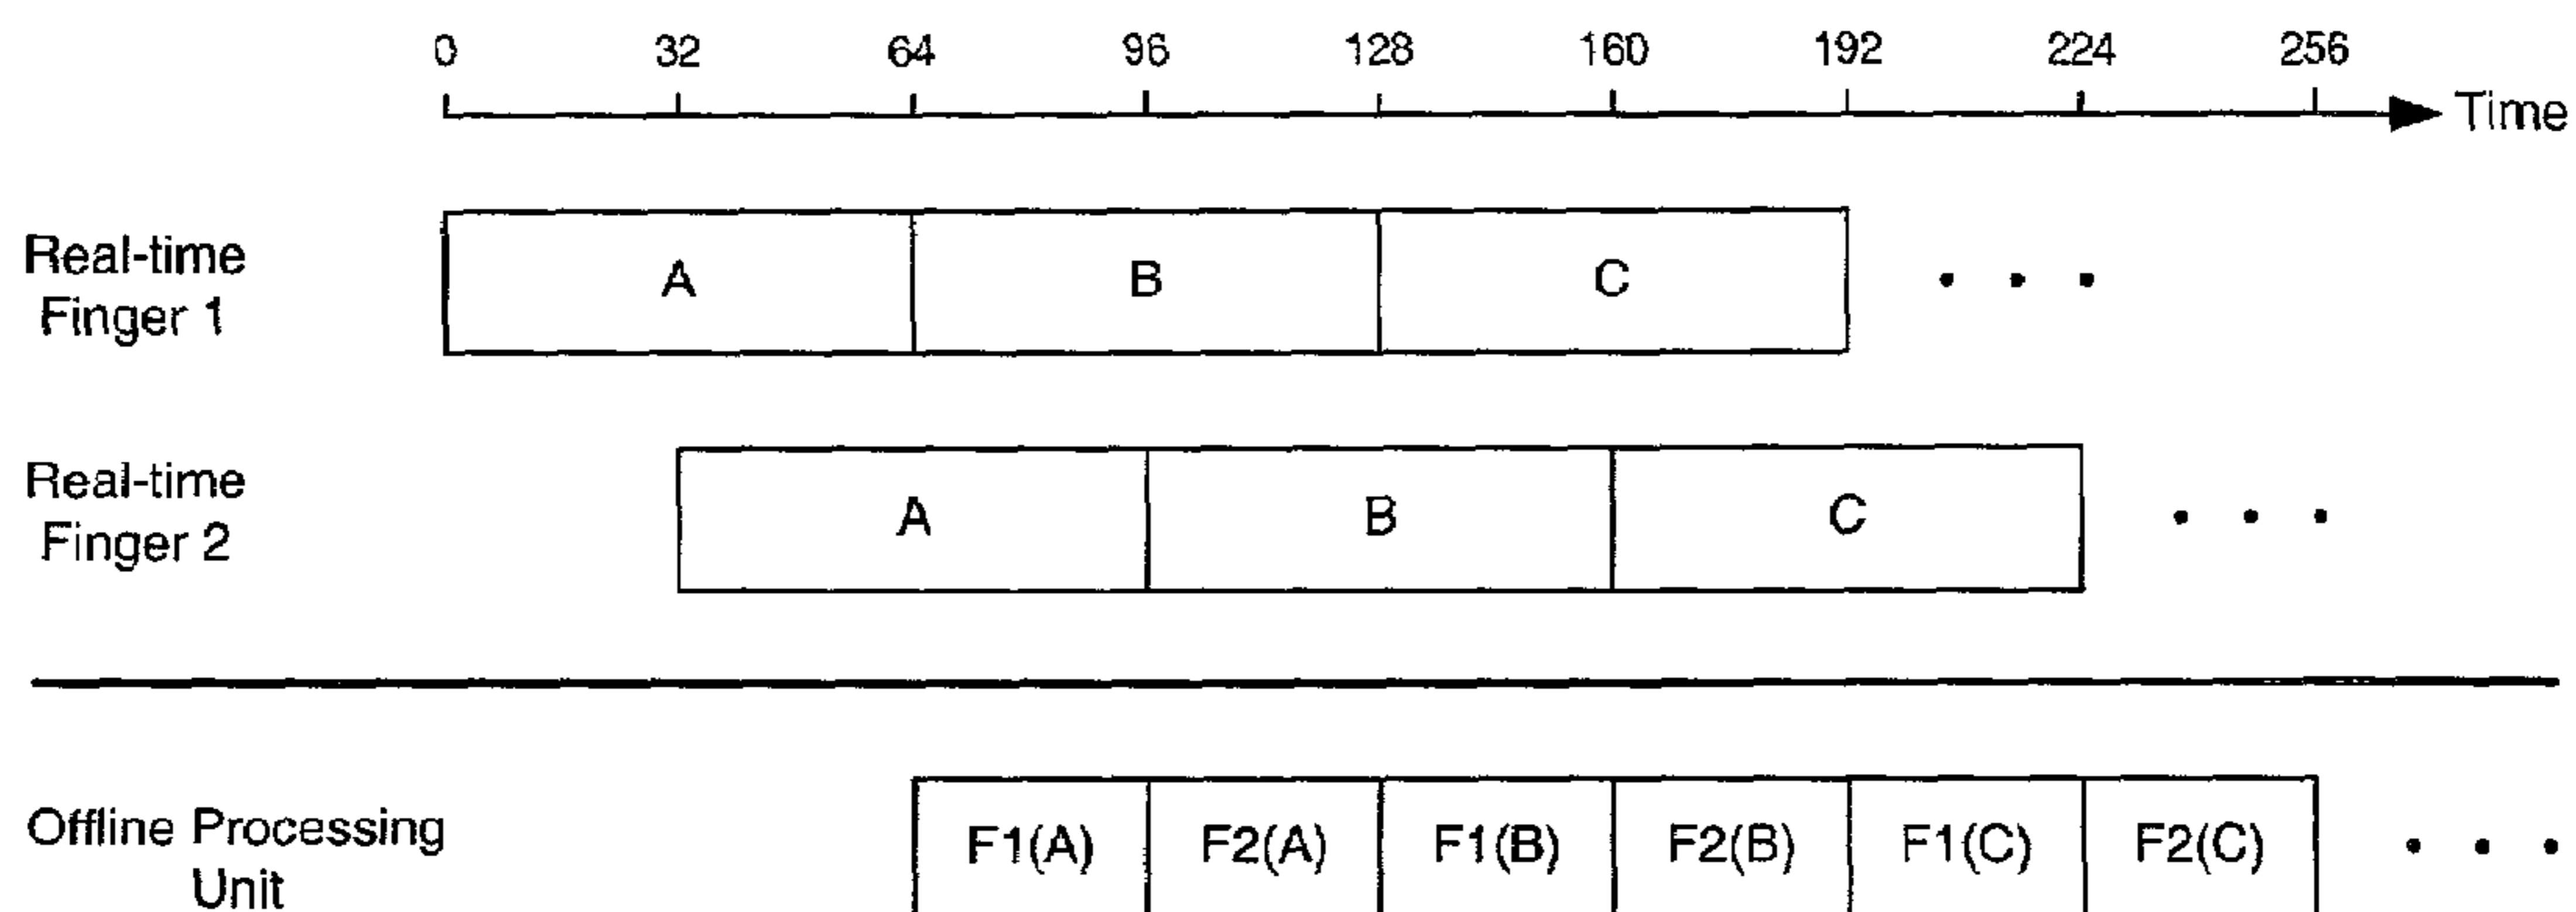 0 32 64 96 128 160 192 224 256
Time
Real-time
Finger 1
A B C
Real-time
Finger 2
A B C
Offline Processing
Unit
F1(A) F2(A) F1(B) F2(B) F1(C) F2(C)